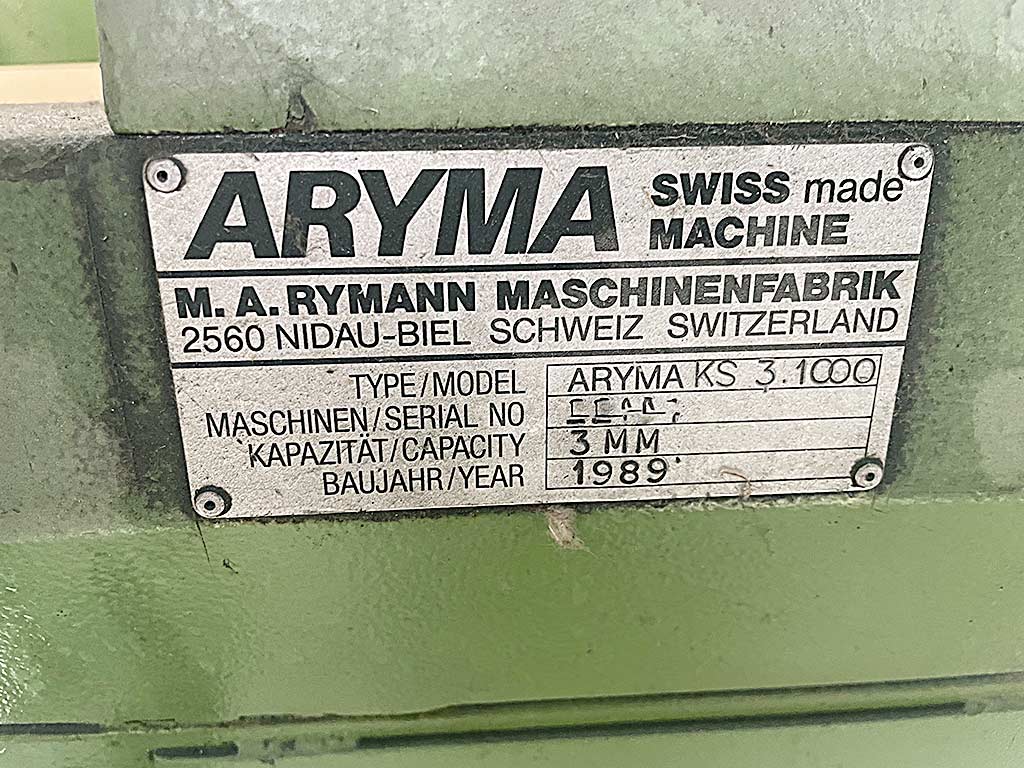 ARYMA SWISS made
MACHINE
M. A. RYMANN MASCHINENFABRIK
2560 NIDAU-BIEL SCHWEIZ SWITZERLAND
TYPE/MODEL ARYMA KS 3.1000
MASCHINEN/SERIAL NO
KAPAZITÄT/CAPACITY 3 MM
BAUJAHR/YEAR 1989